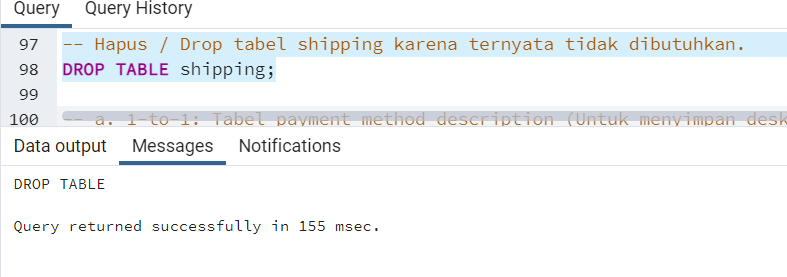 Query Query History
97 -- Hapus / Drop tabel shipping karena ternyata tidak dibutuhkan.
98 DROP TABLE shipping;
99
100 -- a. 1-to-1: Tabel payment method description (Untuk menyimpan desk
Data output Messages Notifications
DROP TABLE
Query returned successfully in 155 msec.